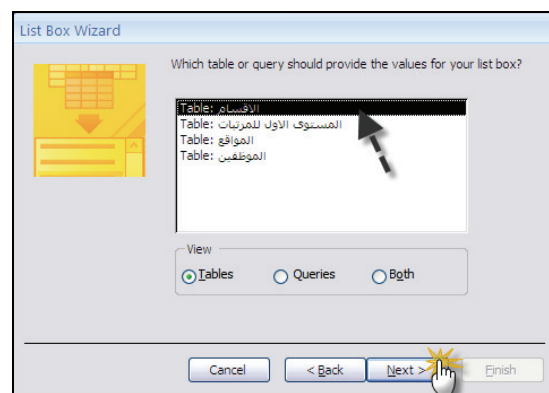 List Box Wizard
Which table or query should provide the values for your list box?
Table: الاقسام
Table: المستوى الاول للمرتبات
Table: المواقع
Table: الموظفين
View
Tables
Queries
Both
Cancel
< Back
Next >
Finish